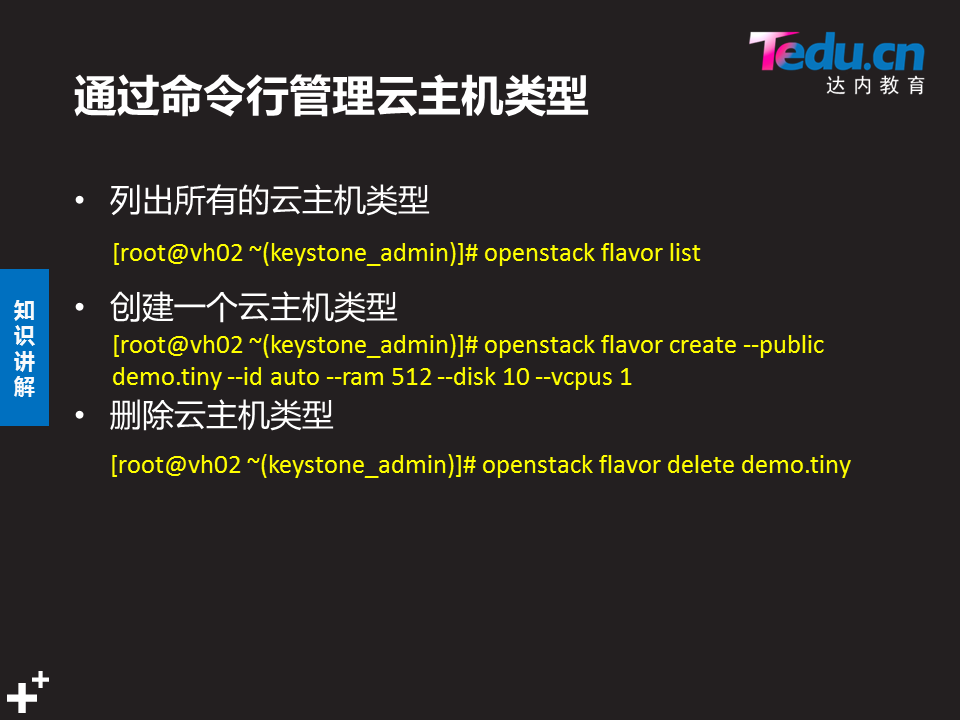 Tedu.cn
达内教育
通过命令行管理云主机类型
• 列出所有的云主机类型
[root@vh02 ~(keystone_admin)]# openstack flavor list
• 创建一个云主机类型
[root@vh02 ~(keystone_admin)]# openstack flavor create --public
demo.tiny --id auto --ram 512 --disk 10 --vcpus 1
• 删除云主机类型
[root@vh02 ~(keystone_admin)]# openstack flavor delete demo.tiny
知
识
讲
解